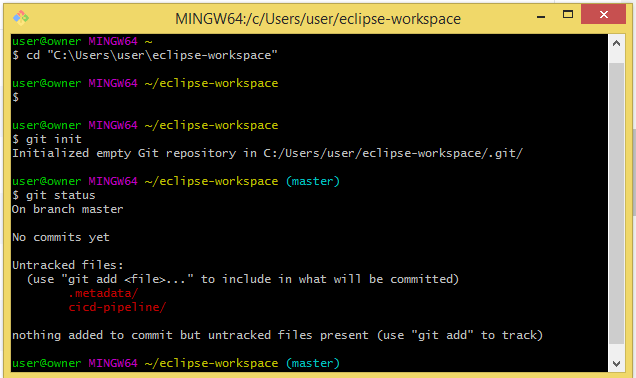 MINGW64:/c/Users/user/eclipse-workspace
user@owner MINGW64 ~
$ cd "C:\Users\user\eclipse-workspace"
user@owner MINGW64 ~/eclipse-workspace
$
user@owner MINGW64 ~/eclipse-workspace
$ git init
Initialized empty Git repository in C:/Users/user/eclipse-workspace/.git/
user@owner MINGW64 ~/eclipse-workspace (master)
$ git status
On branch master
No commits yet
Untracked files:
(use "git add <file>..." to include in what will be committed)
.metadata/
cicd-pipeline/
nothing added to commit but untracked files present (use "git add" to track)
user@owner MINGW64 ~/eclipse-workspace (master)